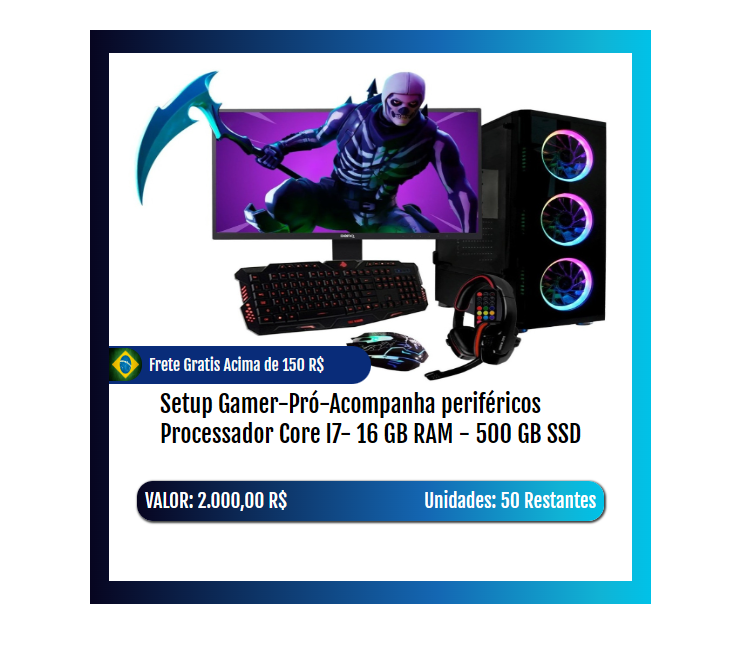 Frete Gratis Acima de 150 R$
Setup Gamer-Pró-Acompanha periféricos
Processador Core I7- 16 GB RAM - 500 GB SSD
VALOR: 2.000,00 R$
Unidades: 50 Restantes